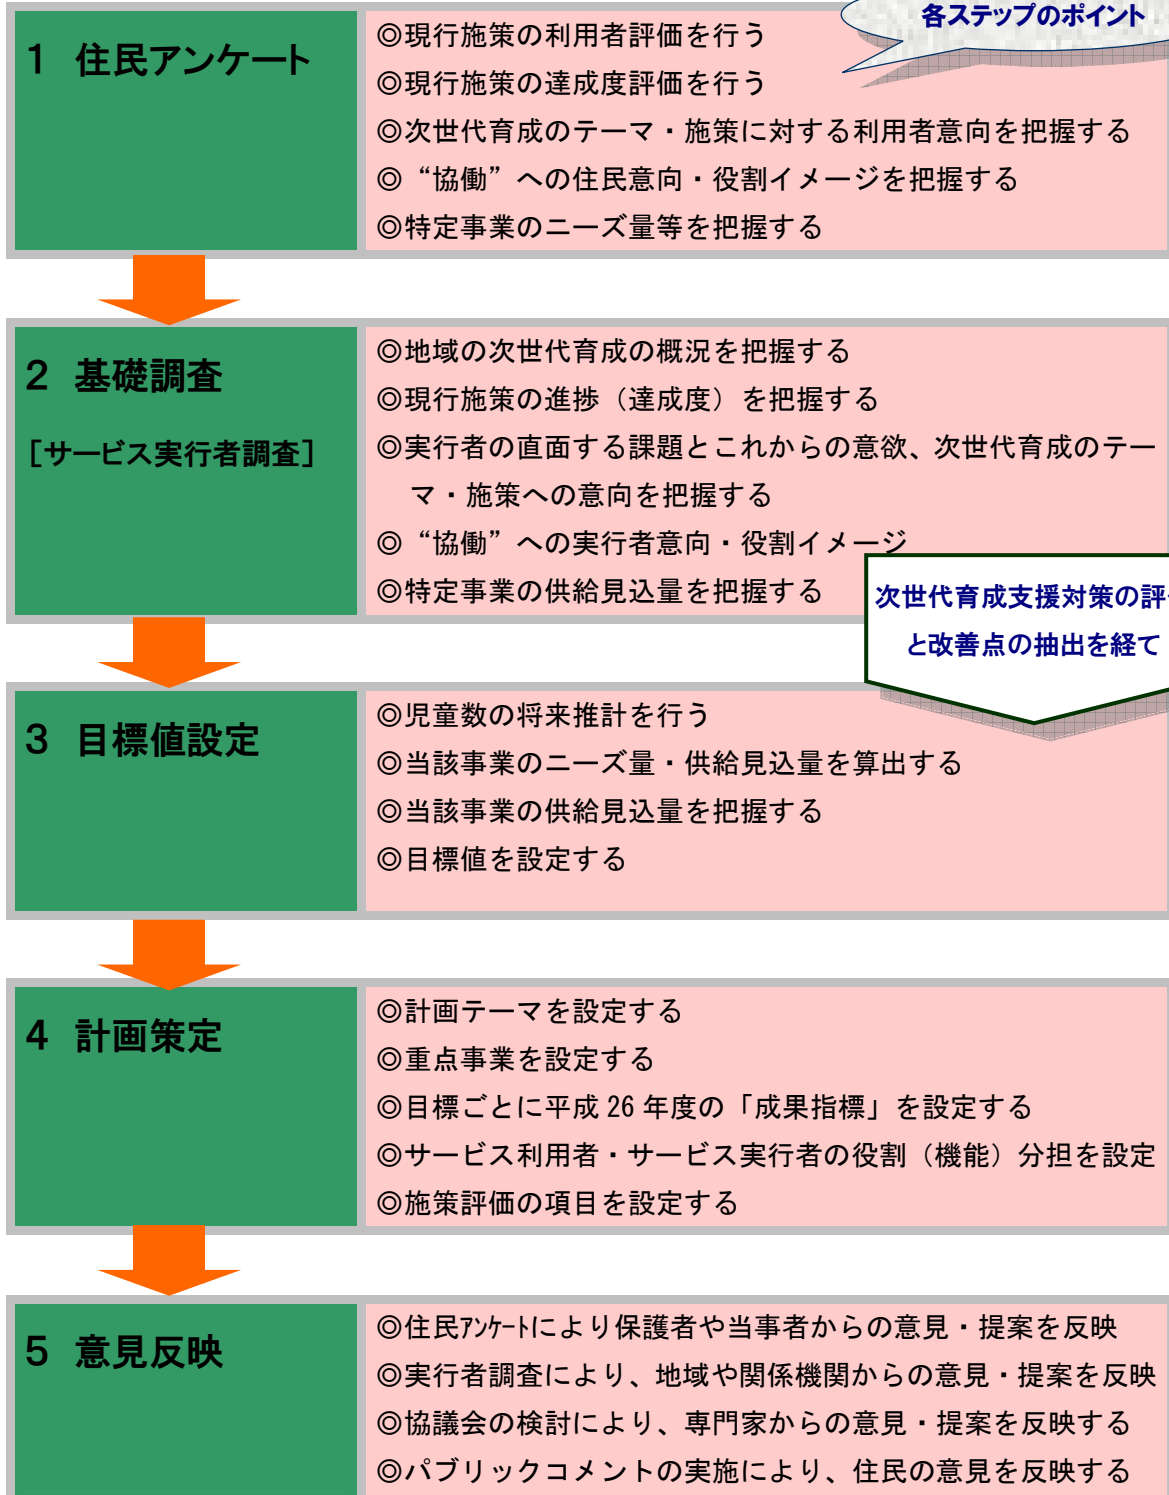 各ステップのポイント
1 住民アンケート
◎現行施策の利用者評価を行う
◎現行施策の達成度評価を行う
◎次世代育成のテーマ・施策に対する利用者意向を把握する
◎“協働”への住民意向・役割イメージを把握する
◎特定事業のニーズ量等を把握する
2 基礎調査
［サービス実行者調査］
◎地域の次世代育成の概況を把握する
◎現行施策の進捗（達成度）を把握する
◎実行者の直面する課題とこれからの意欲、次世代育成のテー
マ・施策への意向を把握する
◎“協働”への実行者意向・役割イメージ
◎特定事業の供給見込量を把握する
次世代育成支援対策の評
と改善点の抽出を経て
3 目標値設定
◎児童数の将来推計を行う
◎当該事業のニーズ量・供給見込量を算出する
◎当該事業の供給見込量を把握する
◎目標値を設定する
4 計画策定
◎計画テーマを設定する
◎重点事業を設定する
◎目標ごとに平成 26 年度の「成果指標」を設定する
◎サービス利用者・サービス実行者の役割（機能）分担を設定
◎施策評価の項目を設定する
5 意見反映
◎住民ｱﾝｹｰﾄにより保護者や当事者からの意見・提案を反映
◎実行者調査により、地域や関係機関からの意見・提案を反映
◎協議会の検討により、専門家からの意見・提案を反映する
◎パブリックコメントの実施により、住民の意見を反映する